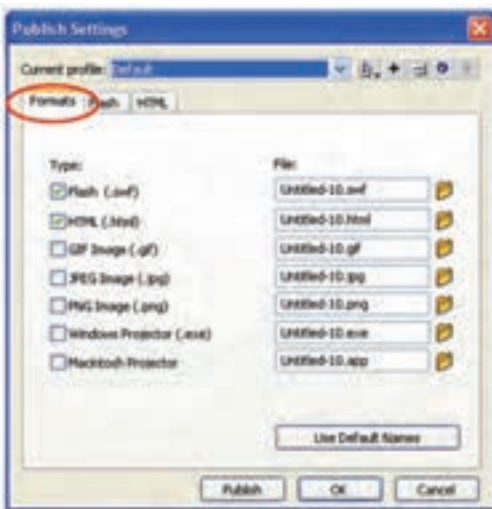 Publish Settings
Current profile: Default
Formats Flash HTML
Type: File:
Flash (.swf) Untitled-10.swf
HTML (.html) Untitled-10.html
GIF Image (.gif) Untitled-10.gif
JPEG Image (.jpg) Untitled-10.jpg
PNG Image (.png) Untitled-10.png
Windows Projector (.exe) Untitled-10.exe
Macintosh Projector Untitled-10.app
Use Default Names
Publish OK Cancel